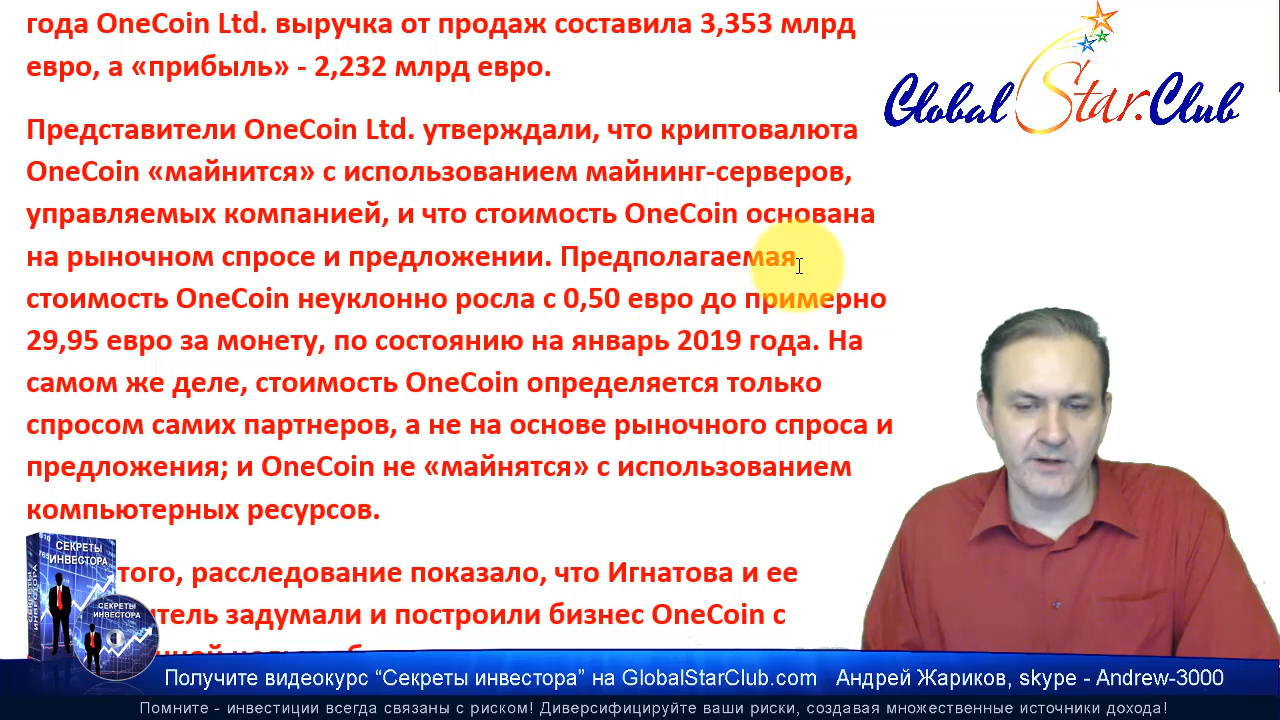 года OneCoin Ltd. выручка от продаж составила 3,353 млрд
евро, а «прибыль» - 2,232 млрд евро.
Представители OneCoin Ltd. утверждали, что криптовалюта
OneCoin «майнится» с использованием майнинг-серверов,
управляемых компанией, и что стоимость OneCoin основана
на рыночном спросе и предложении. Предполагаемая
стоимость OneCoin неуклонно росла с 0,50 евро до примерно
29,95 евро за монету, по состоянию на январь 2019 года. На
самом же деле, стоимость OneCoin определяется только
спросом самих партнеров, а не на основе рыночного спроса и
предложения; и OneCoin не «майнятся» с использованием
компьютерных ресурсов.
того, расследование показало, что Игнатова и ее
задумали и построили бизнес OneCoin с
Global Star.Club
СЕКРЕТЫ
ИНВЕСТОРА
СЕКРЕТЫ
ИНВЕСТОРА
Получите видеокурс “Секреты инвестора” на GlobalStarClub.com Андрей Жариков, skype - Andrew-3000
Помните - инвестиции всегда связаны с риском! Диверсифицируйте ваши риски, создавая множественные источники дохода!